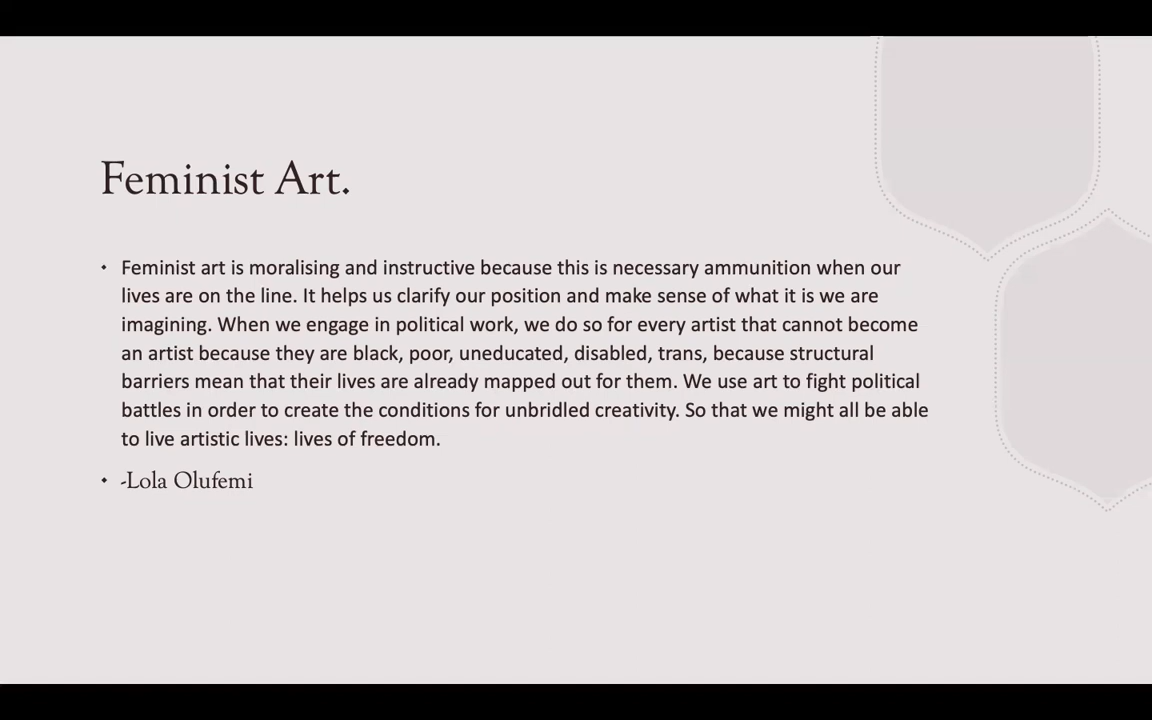 Feminist Art.
Feminist art is moralising and instructive because this is necessary ammunition when our
lives are on the line. It helps us clarify our position and make sense of what it is we are
imagining. When we engage in political work, we do so for every artist that cannot become
an artist because they are black, poor, uneducated, disabled, trans, because structural
barriers mean that their lives are already mapped out for them. We use art to fight political
battles in order to create the conditions for unbridled creativity. So that we might all be able
to live artistic lives: lives of freedom.
-Lola Olufemi